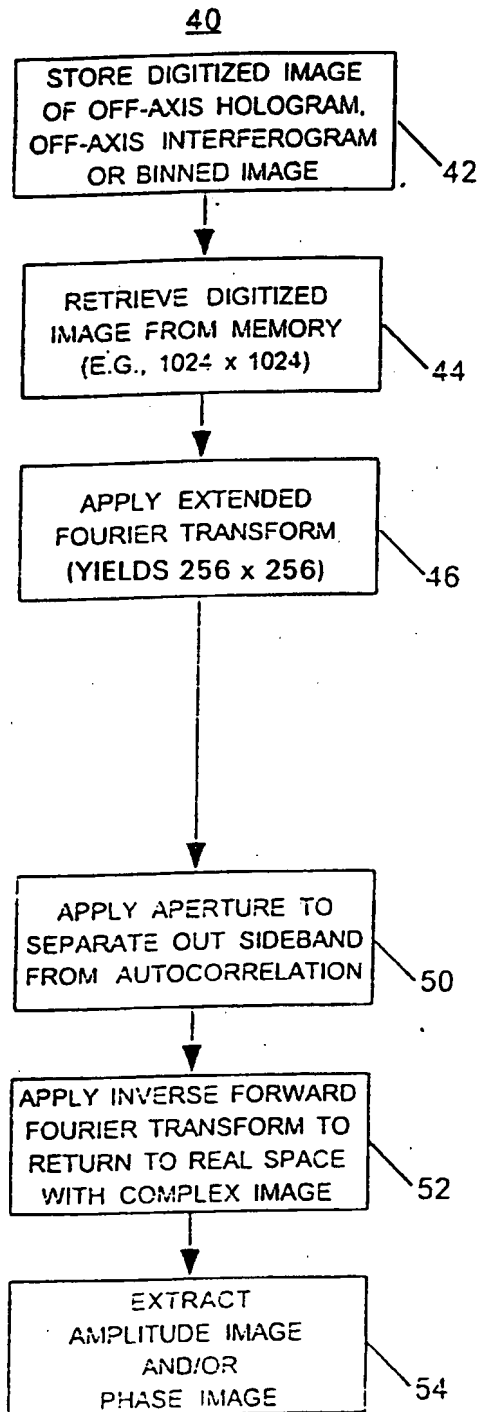 40
STORE DIGITIZED IMAGE
OF OFF-AXIS HOLOGRAM,
OFF-AXIS INTERFEROGRAM
OR BINNED IMAGE
42
RETRIEVE DIGITIZED
IMAGE FROM MEMORY
(E.G., 1024 x 1024)
44
APPLY EXTENDED
FOURIER TRANSFORM
(YIELDS 256 x 256)
46
APPLY APERTURE TO
SEPARATE OUT SIDEBAND
FROM AUTOCORRELATION
50
APPLY INVERSE FORWARD
FOURIER TRANSFORM TO
RETURN TO REAL SPACE
WITH COMPLEX IMAGE
52
EXTRACT
AMPLITUDE IMAGE
AND/OR
PHASE IMAGE
54